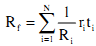 R_f = \sum_{i=1}^{N} \frac{1}{R_i} r_i t_i